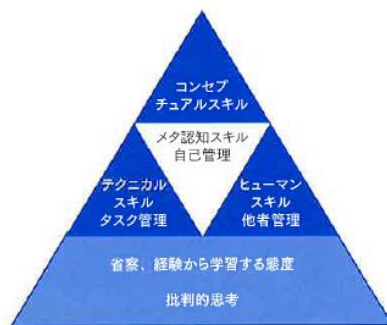 コンセプ
チュアルスキル
メタ認知スキル
自己管理
テクニカル
スキル
タスク管理
ヒューマン
スキル
他者管理
省察、経験から学習する態度
批判的思考